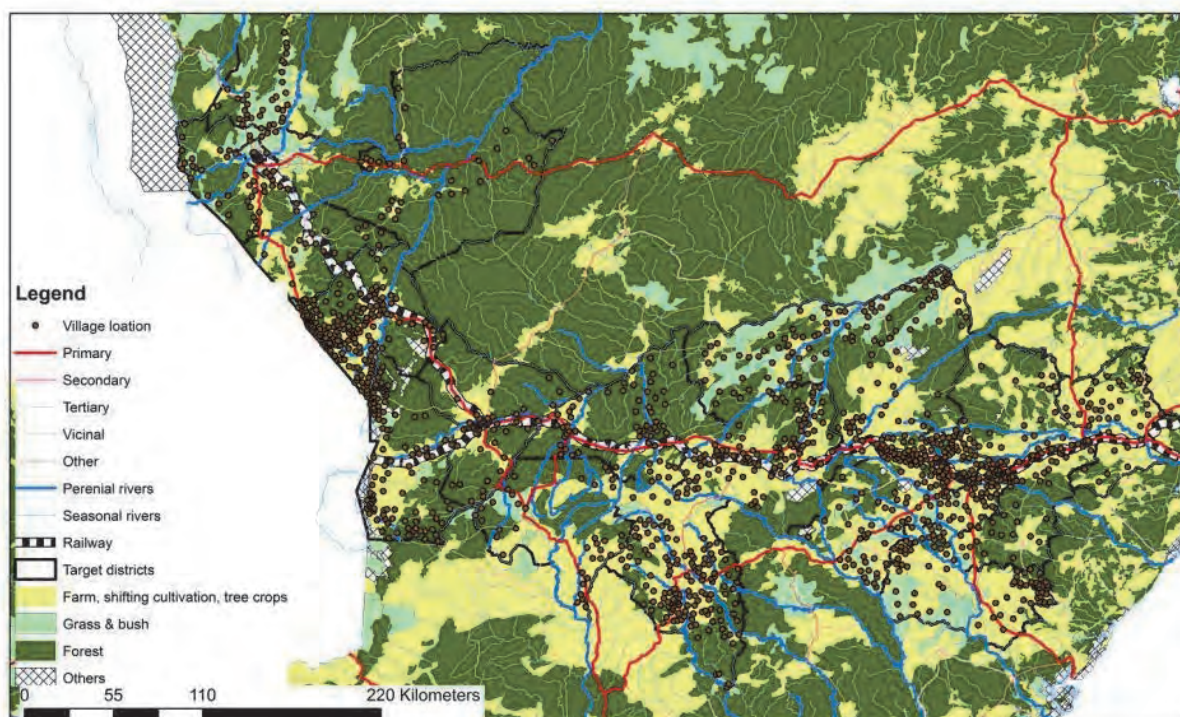 Legend
Village loation
Primary
Secondary
Tertiary
Vicinal
Other
Perenial rivers
Seasonal rivers
Railway
Target districts
Farm, shifting cultivation, tree crops
Grass & bush
Forest
Others
0 55 110 220 Kilometers